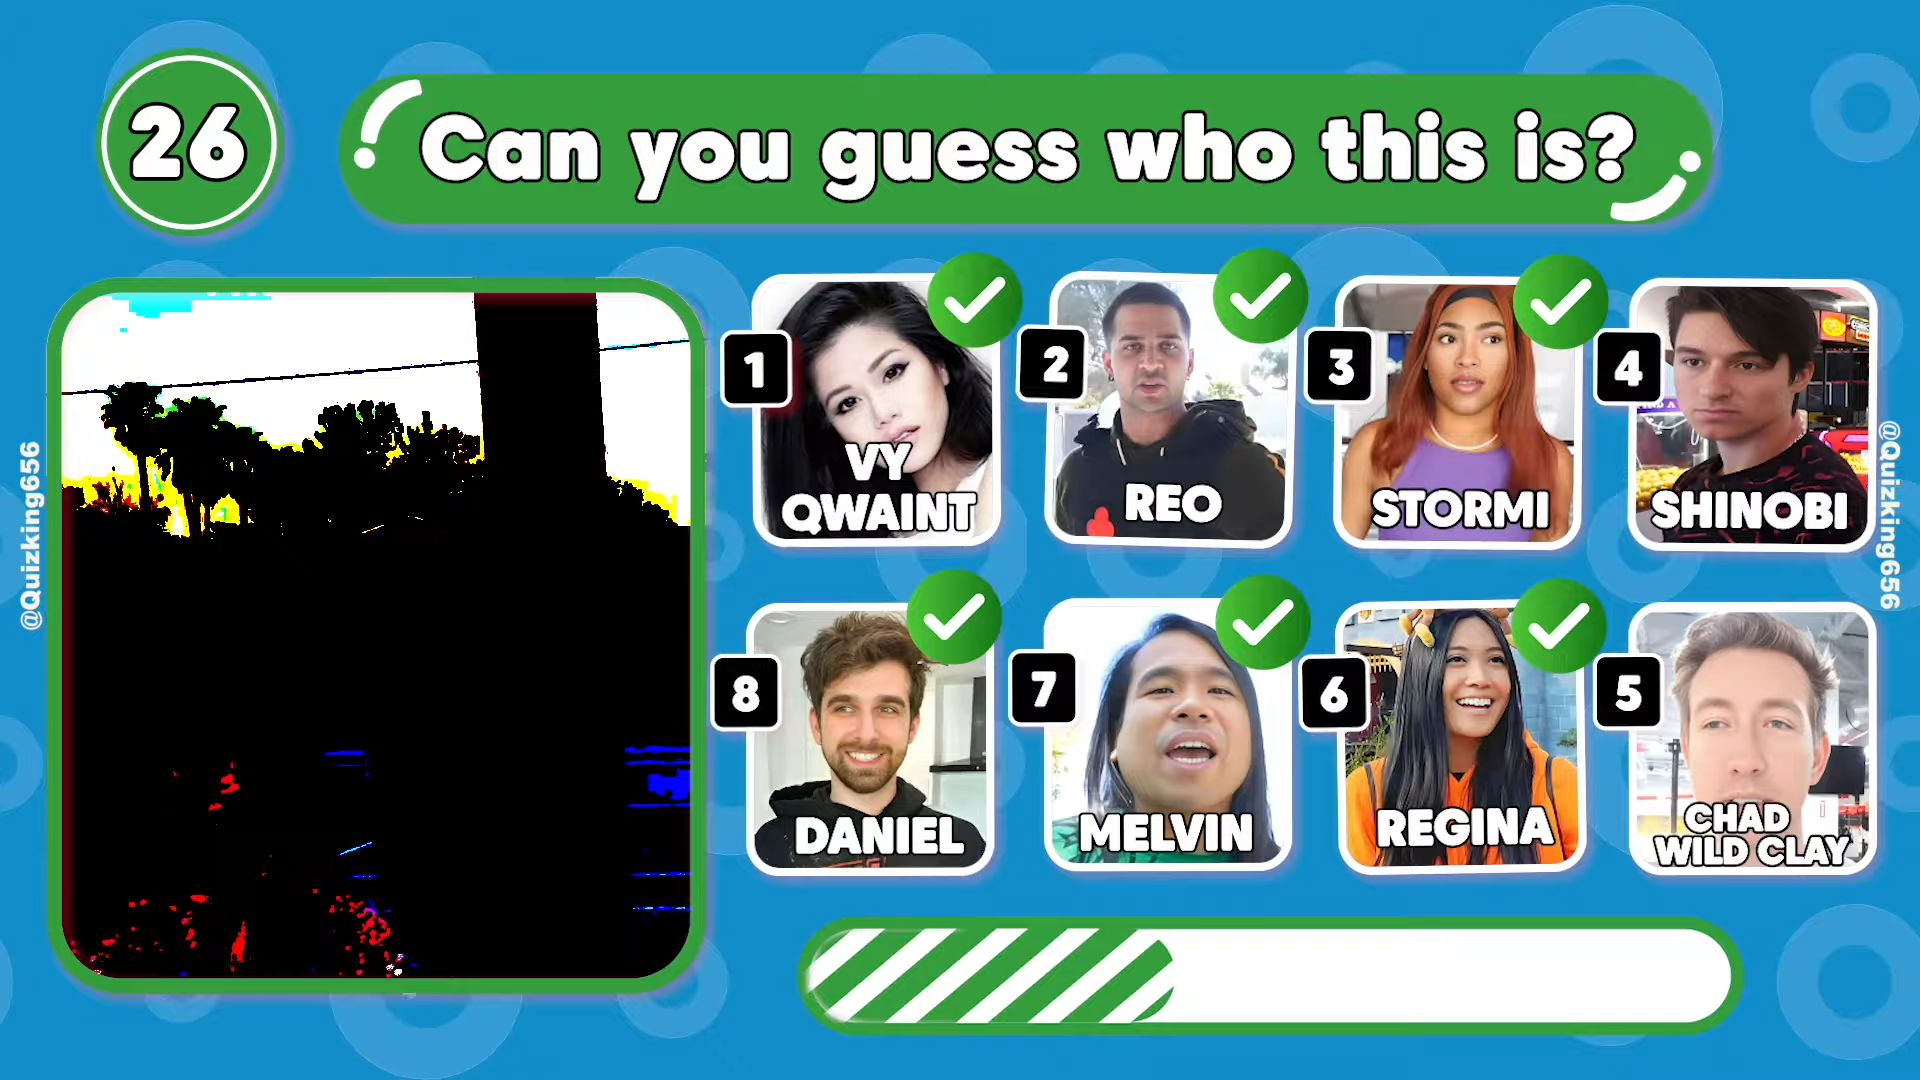 26
Can you guess who this is?
1
VY
QWAINT
2
REO
3
STORMI
4
SHINOBI
8
DANIEL
7
MELVIN
6
REGINA
5
CHAD
WILD CLAY
@Quizking656
@Quizking656